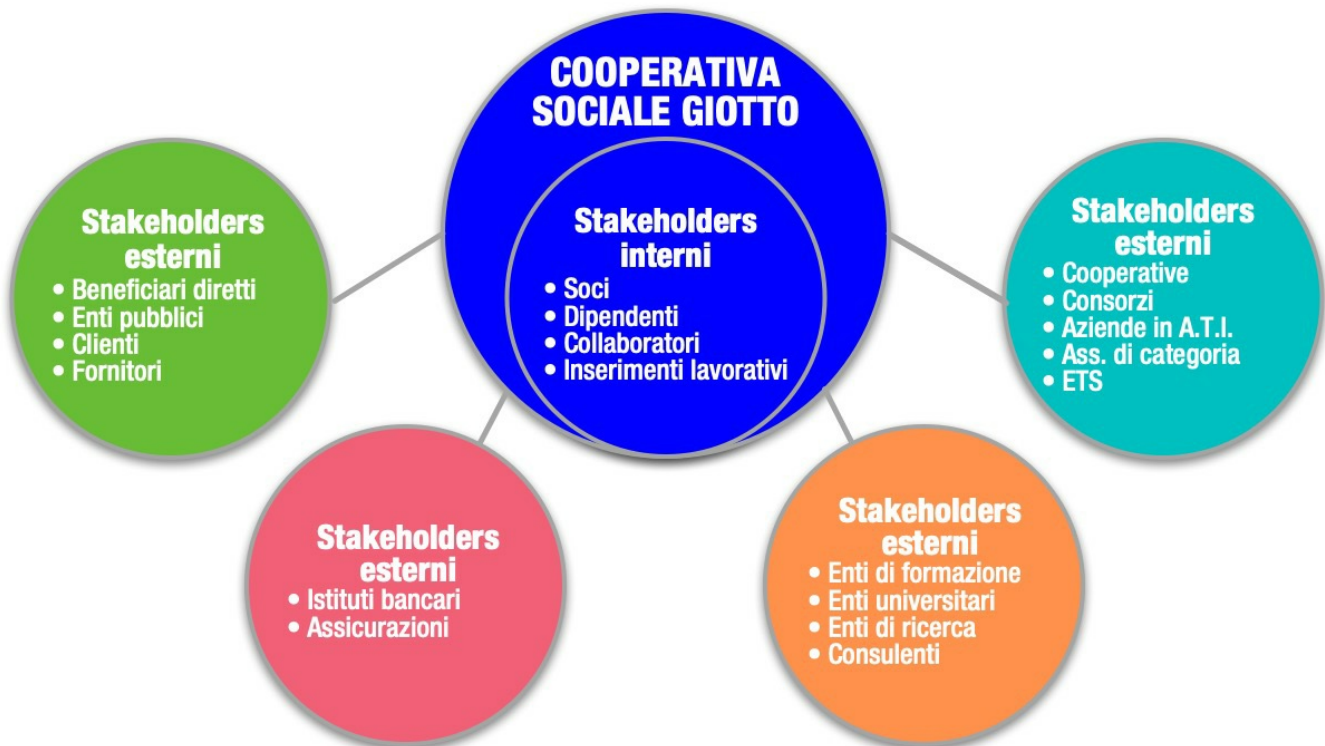 COOPERATIVA
SOCIALE GIOTTO
Stakeholders
interni
• Soci
• Dipendenti
• Collaboratori
• Inserimenti lavorativi
Stakeholders
esterni
• Beneficiari diretti
• Enti pubblici
• Clienti
• Fornitori
Stakeholders
esterni
• Cooperative
• Consorzi
• Aziende in A.T.I.
• Ass. di categoria
• ETS
Stakeholders
esterni
• Istituti bancari
• Assicurazioni
Stakeholders
esterni
• Enti di formazione
• Enti universitari
• Enti di ricerca
• Consulenti